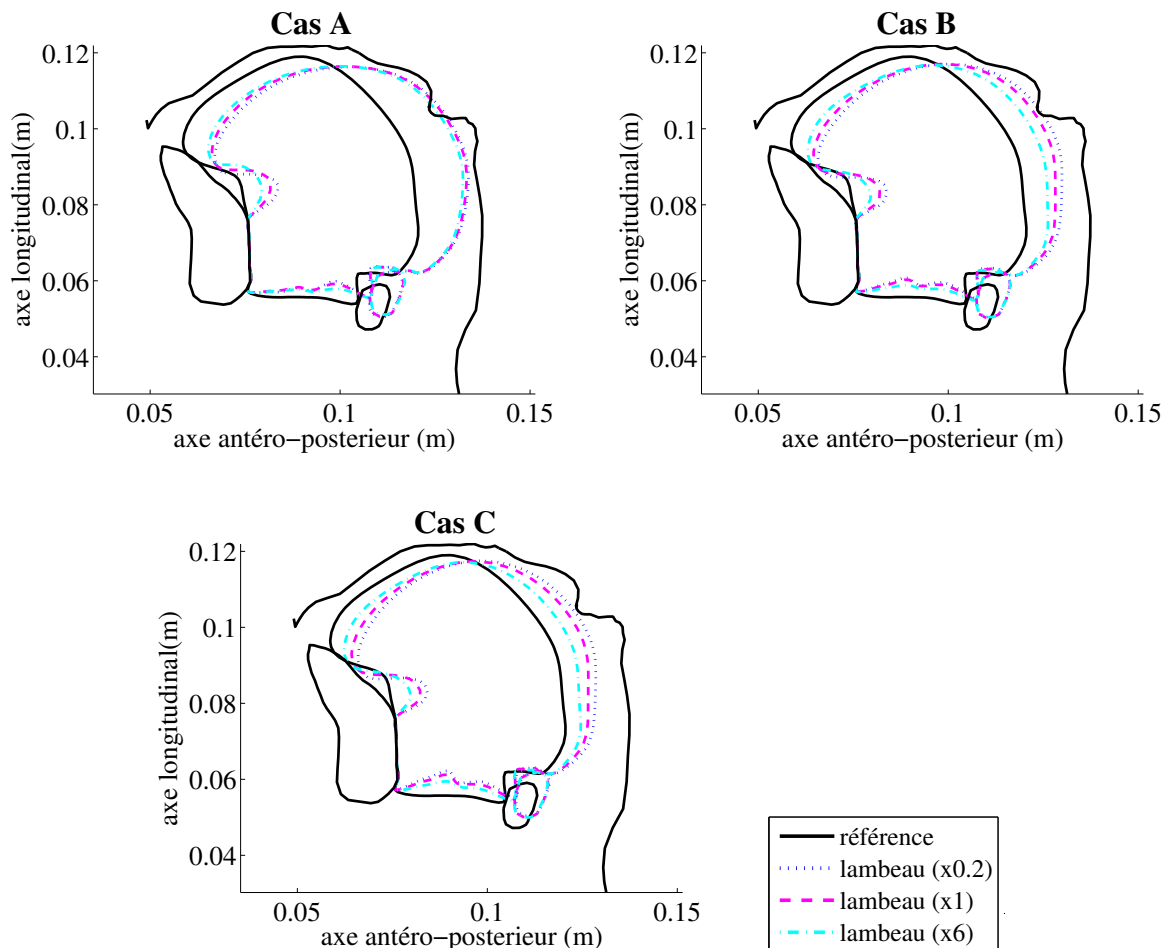 Cas A
0.12
0.1
0.08
0.06
0.04
axe longitudinal(m)
0.05
0.1
0.15
axe antéro−posterieur (m)
Cas B
0.12
0.1
0.08
0.06
0.04
axe longitudinal(m)
0.05
0.1
0.15
axe antéro−posterieur (m)
Cas C
0.12
0.1
0.08
0.06
0.04
axe longitudinal(m)
0.05
0.1
0.15
axe antéro−posterieur (m)
référence
lambeau (x0.2)
lambeau (x1)
lambeau (x6)